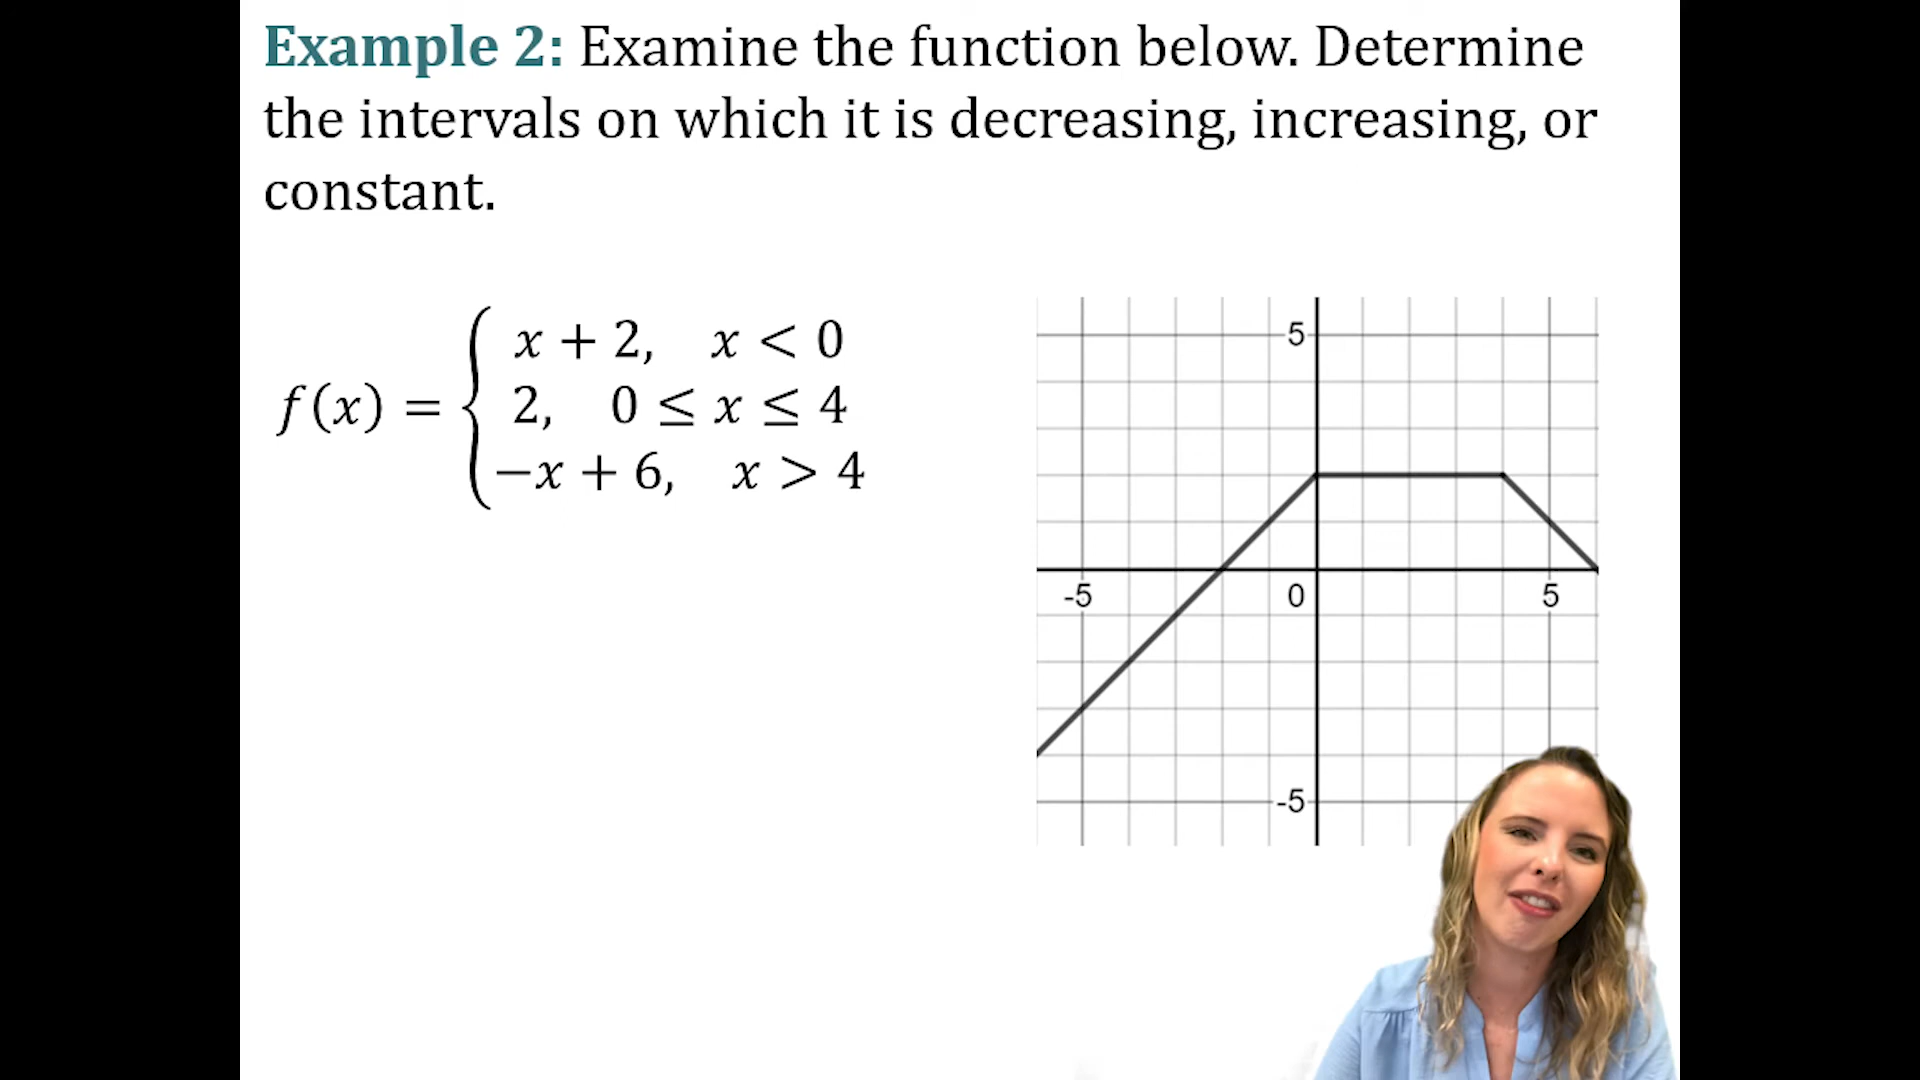 Example 2: Examine the function below. Determine
the intervals on which it is decreasing, increasing, or
constant.
x + 2, x < 0
f(x) = { 2, 0 ≤ x ≤ 4
−x + 6, x > 4
5
-5 0 5
-5